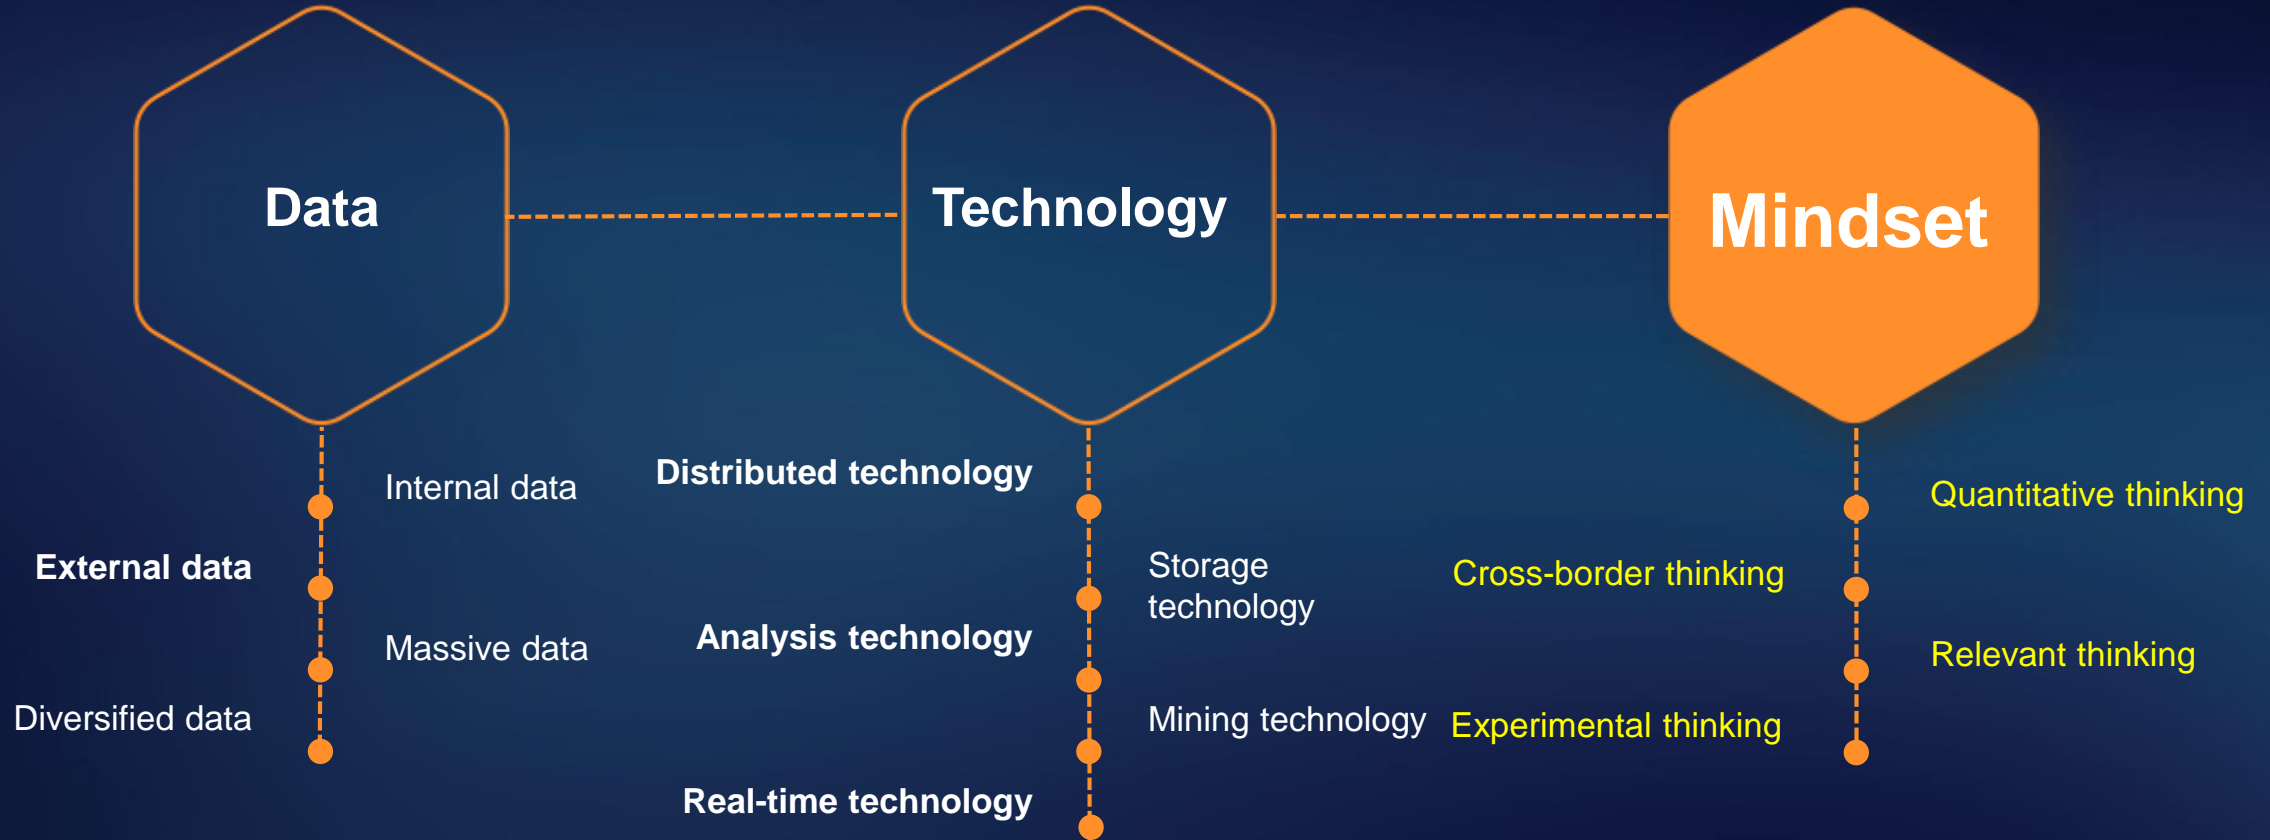 Data
Technology
Mindset
Internal data
External data
Massive data
Diversified data
Distributed technology
Storage
technology
Analysis technology
Mining technology
Real-time technology
Quantitative thinking
Cross-border thinking
Relevant thinking
Experimental thinking